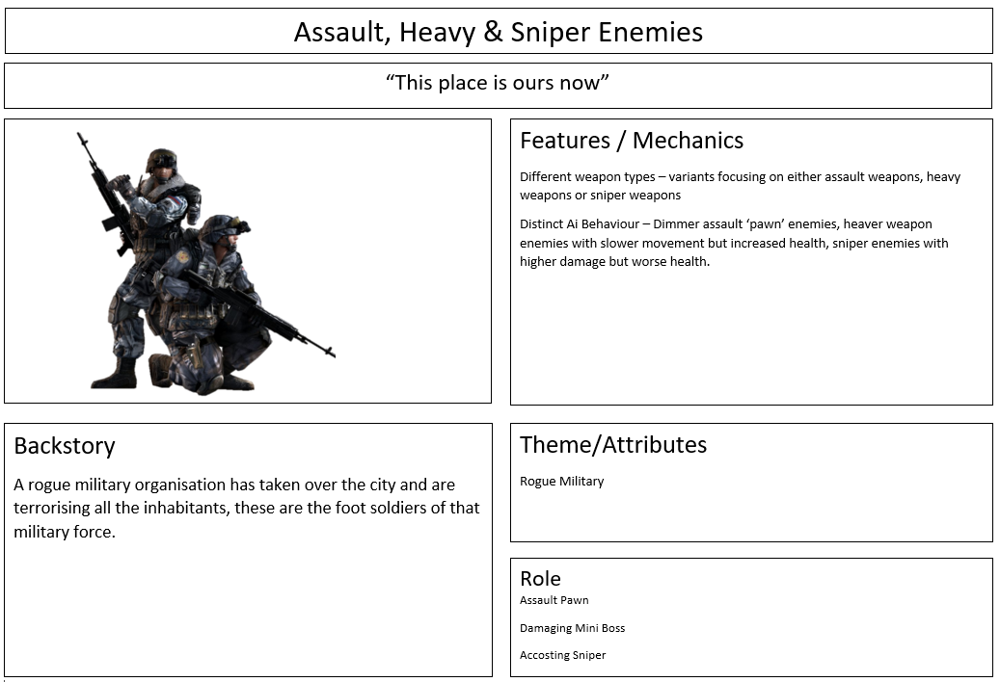 Assault, Heavy & Sniper Enemies
“This place is ours now”
Features / Mechanics
Different weapon types – variants focusing on either assault weapons, heavy
weapons or sniper weapons
Distinct Ai Behaviour – Dimmer assault ‘pawn’ enemies, heaver weapon
enemies with slower movement but increased health, sniper enemies with
higher damage but worse health.
Backstory
A rogue military organisation has taken over the city and are
terrorising all the inhabitants, these are the foot soldiers of that
military force.
Theme/Attributes
Rogue Military
Role
Assault Pawn
Damaging Mini Boss
Accosting Sniper